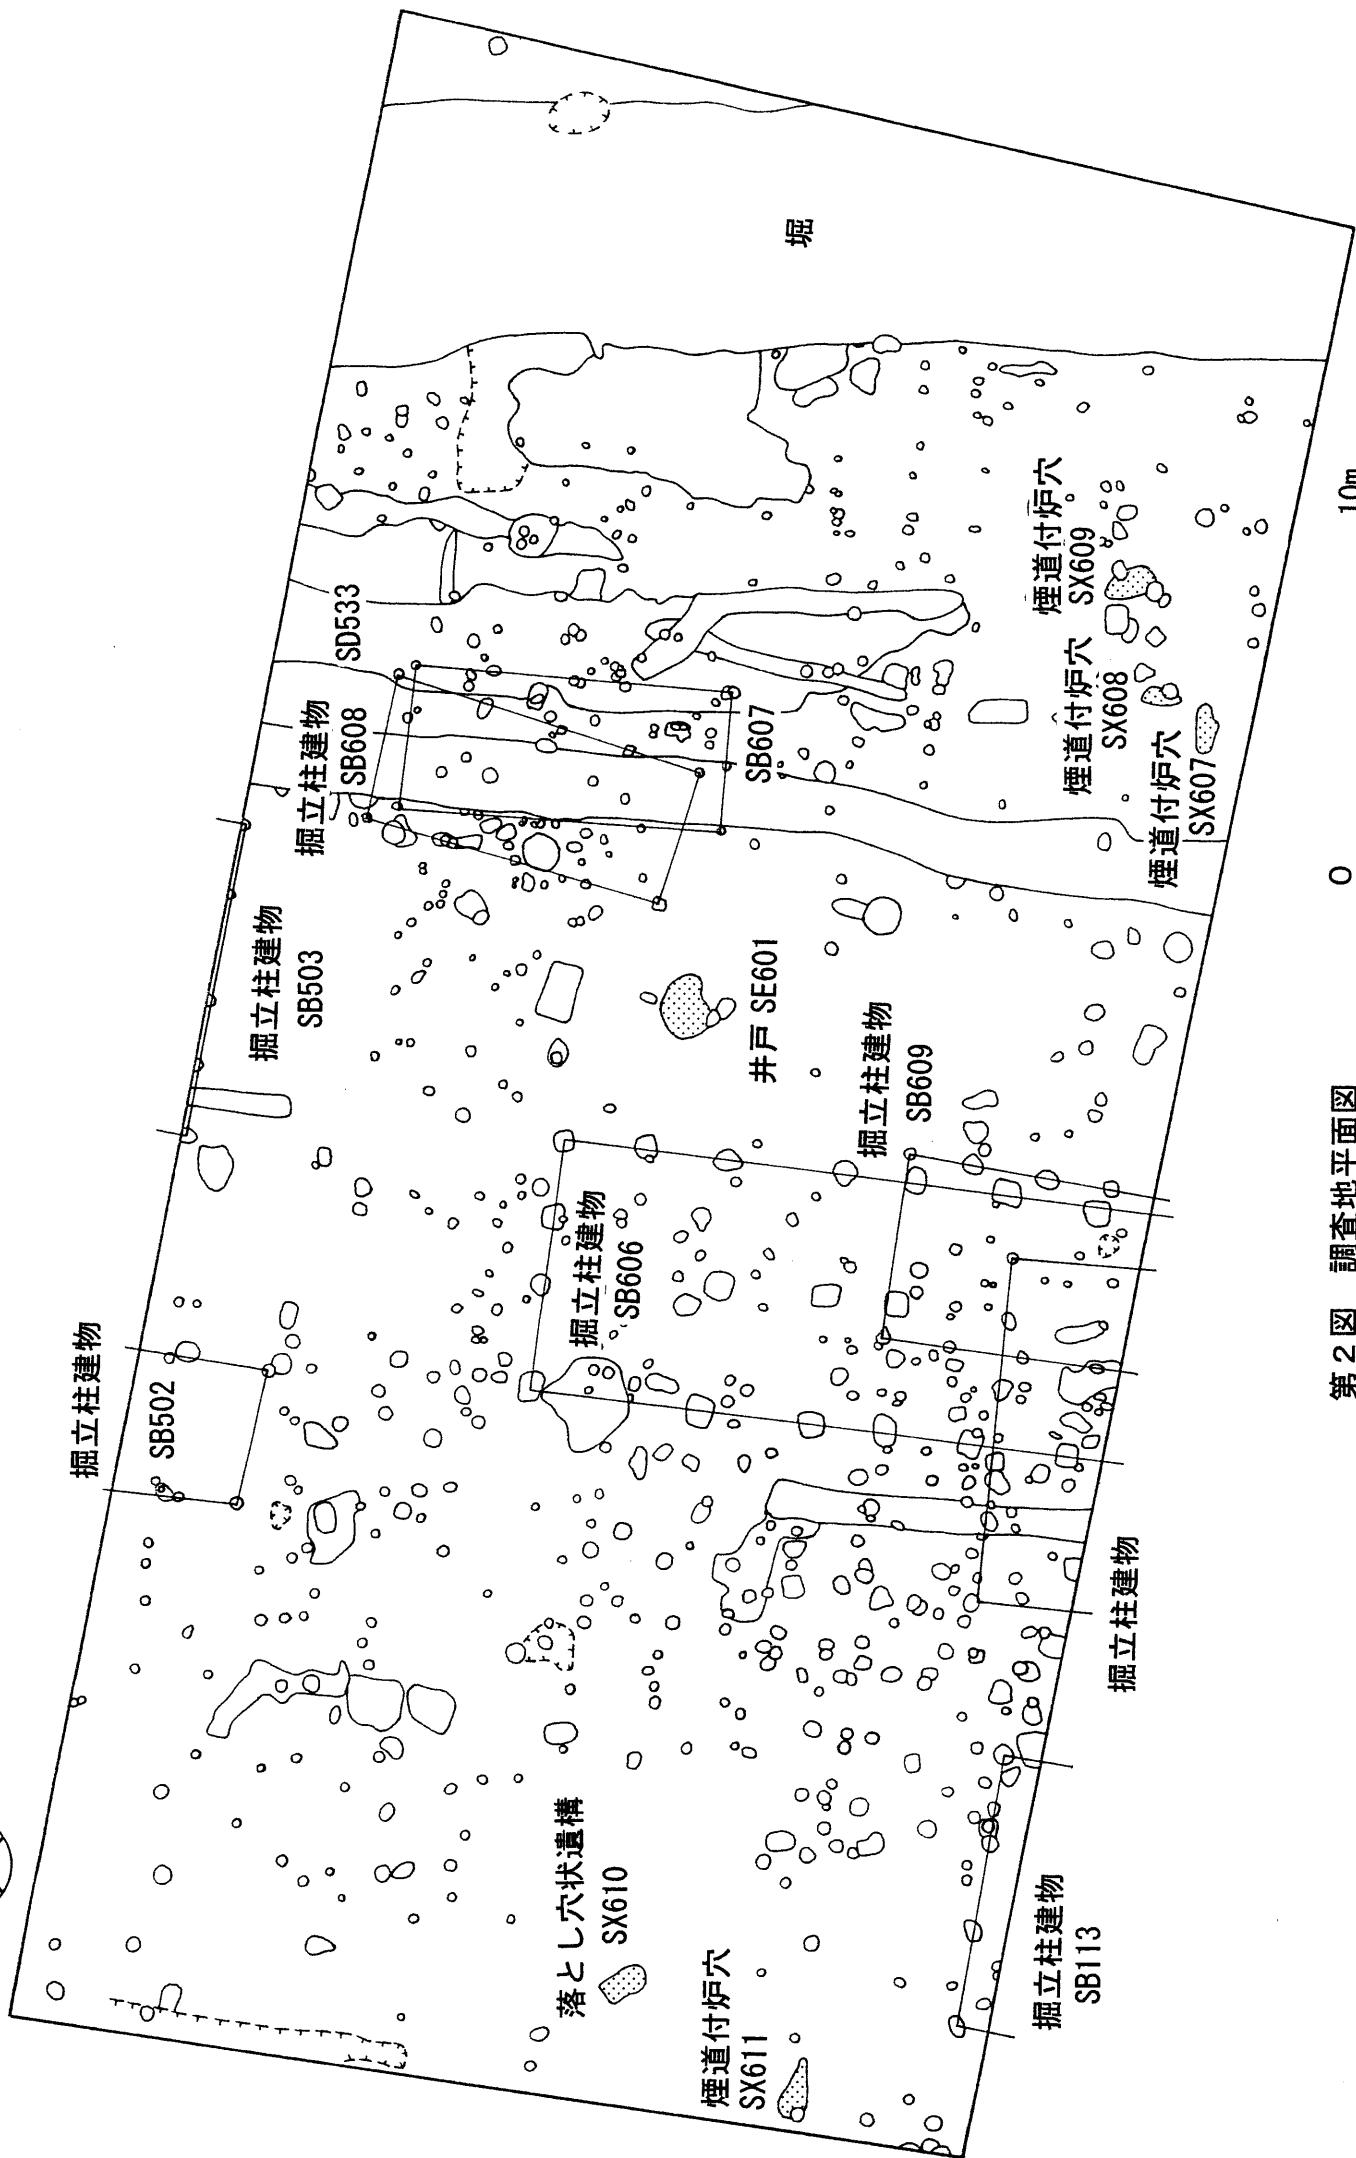 堀
SD533
掘立柱建物
SB608
SB607
掘立柱建物
SB503
煙道付炉穴
SX609
煙道付炉穴
SX608
煙道付炉穴
SX607
井戸 SE601
掘立柱建物
SB609
掘立柱建物
SB606
掘立柱建物
SB502
掘立柱建物
落とし穴状遺構
SX610
煙道付炉穴
SX611
掘立柱建物
SB113
0
10m
第2図 調査地平面図